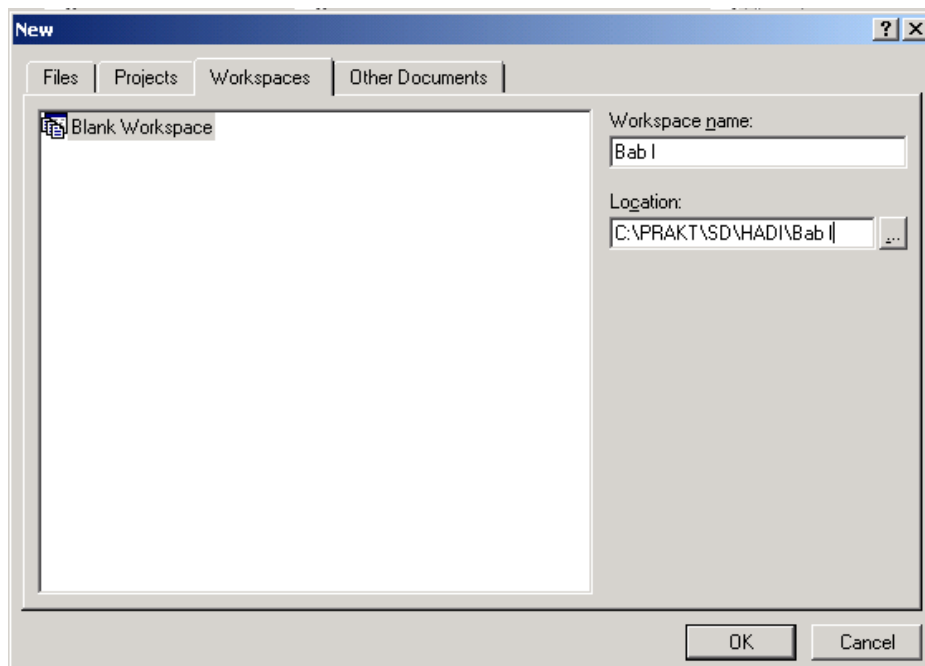 New
Files Projects Workspaces Other Documents
Blank Workspace
Workspace name:
Bab I
Location:
C:\PRAKT\SD\HADI\Bab I
...
OK Cancel